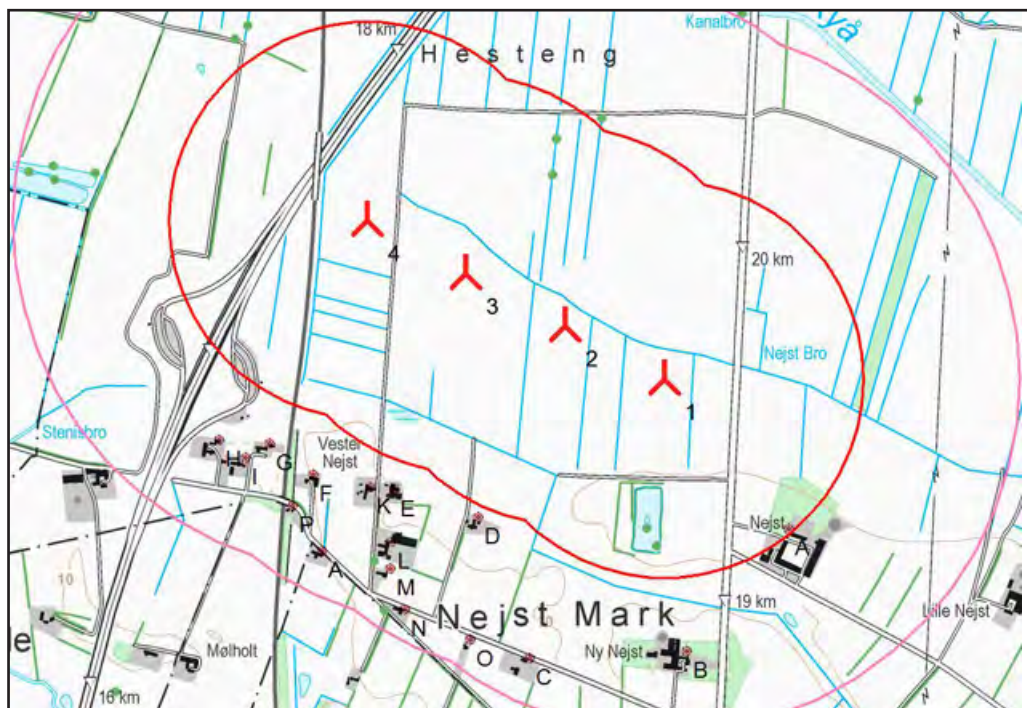 18 km
Kanalbro
Hesteng
4
20 km
3
2
Nejst Bro
1
Stenisbro
Vester
Nejst
H
I
G
F
K
E
P
D
Nejst
A
A
L
M
10
Nejst Mark
19 km
N
Lille Nejst
Mølholt
O
C
Ny Nejst
B
16 km